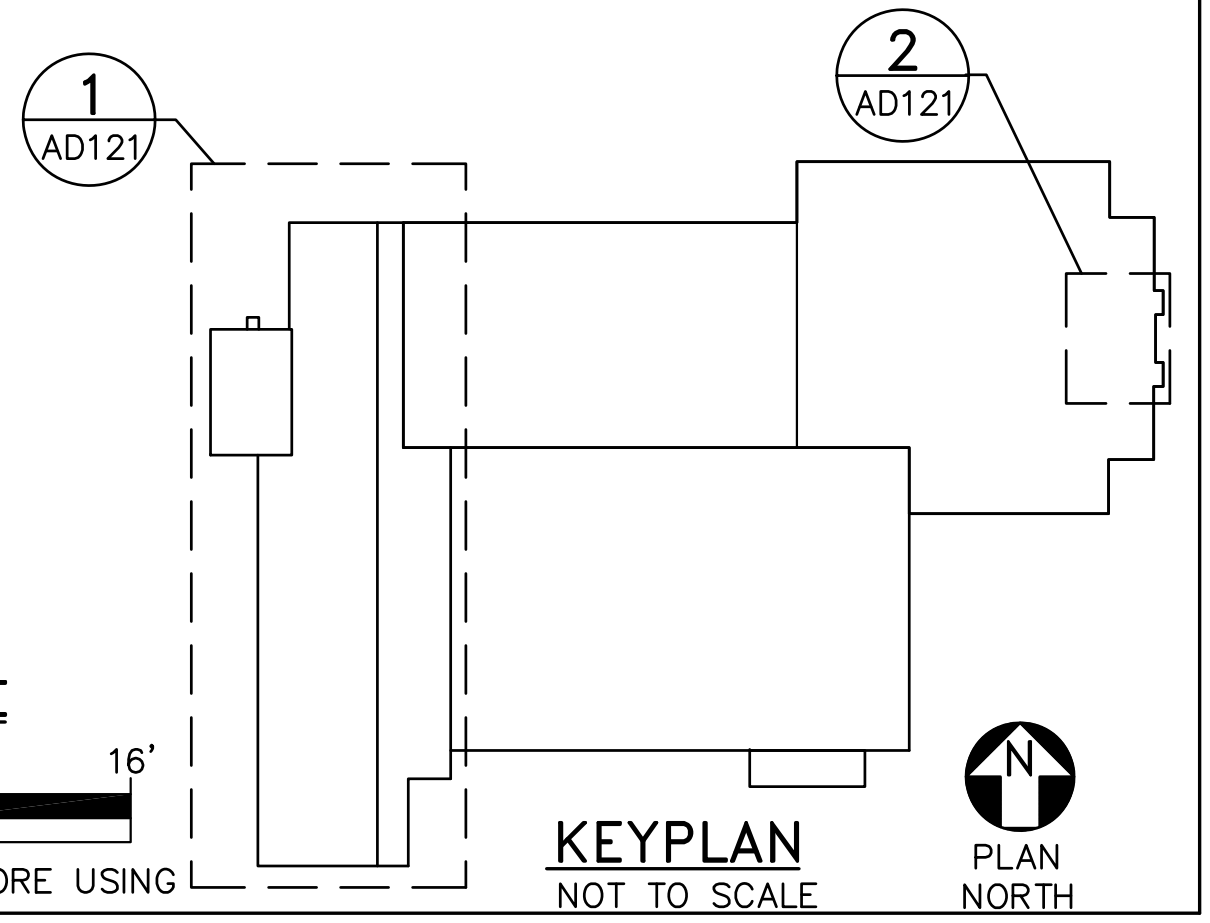 1
AD121
2
AD121
16’
ORE USING
KEYPLAN
NOT TO SCALE
N
PLAN
NORTH